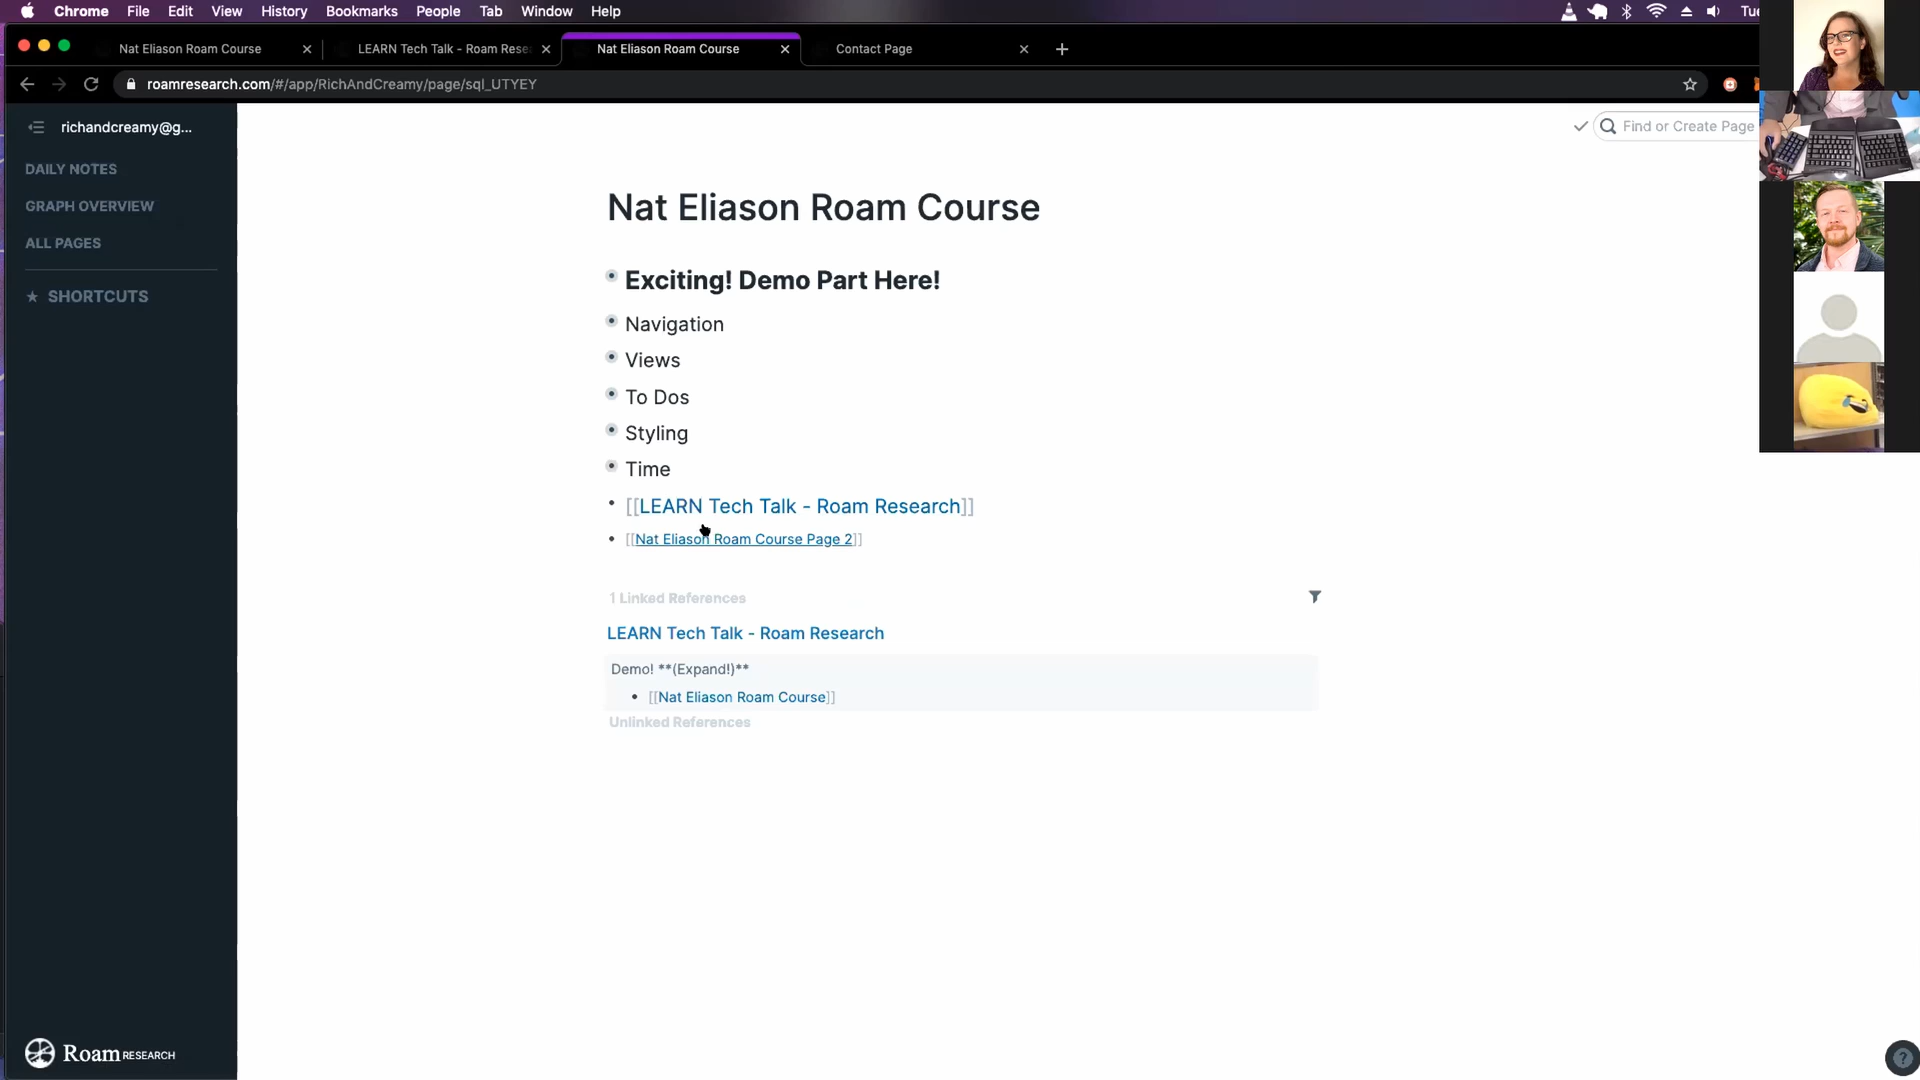 Chrome File Edit View History Bookmarks People Tab Window Help
Tue
Nat Eliason Roam Course
LEARN Tech Talk - Roam Rese
Nat Eliason Roam Course
Contact Page
roamresearch.com/#/app/RichAndCreamy/page/sql_UTYEY
richandcreamy@g...
Find or Create Page
DAILY NOTES
GRAPH OVERVIEW
ALL PAGES
★ SHORTCUTS
Nat Eliason Roam Course
Exciting! Demo Part Here!
Navigation
Views
To Dos
Styling
Time
[[LEARN Tech Talk - Roam Research]]
[[Nat Eliason Roam Course Page 2]]
1 Linked References
LEARN Tech Talk - Roam Research
Demo! **(Expand!)**
[[Nat Eliason Roam Course]]
Unlinked References
Roam RESEARCH
?